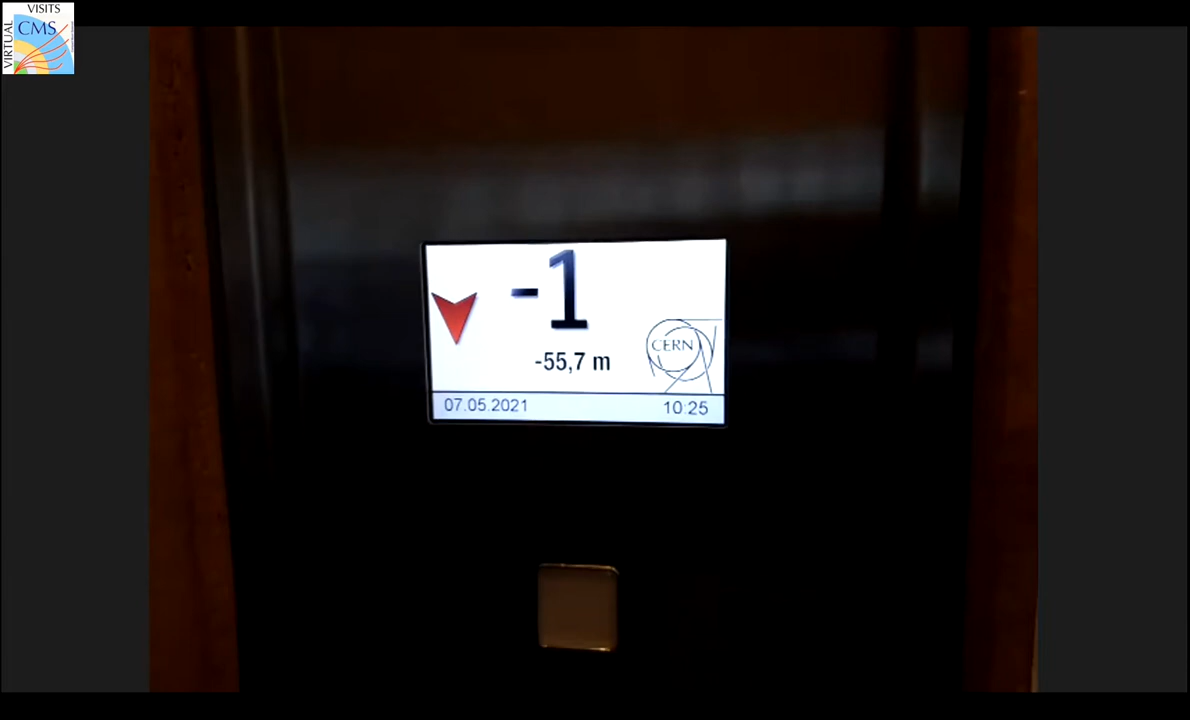 VISITS
CMS
VIRTUAL
-1
-55,7 m
CERN
07.05.2021
10:25